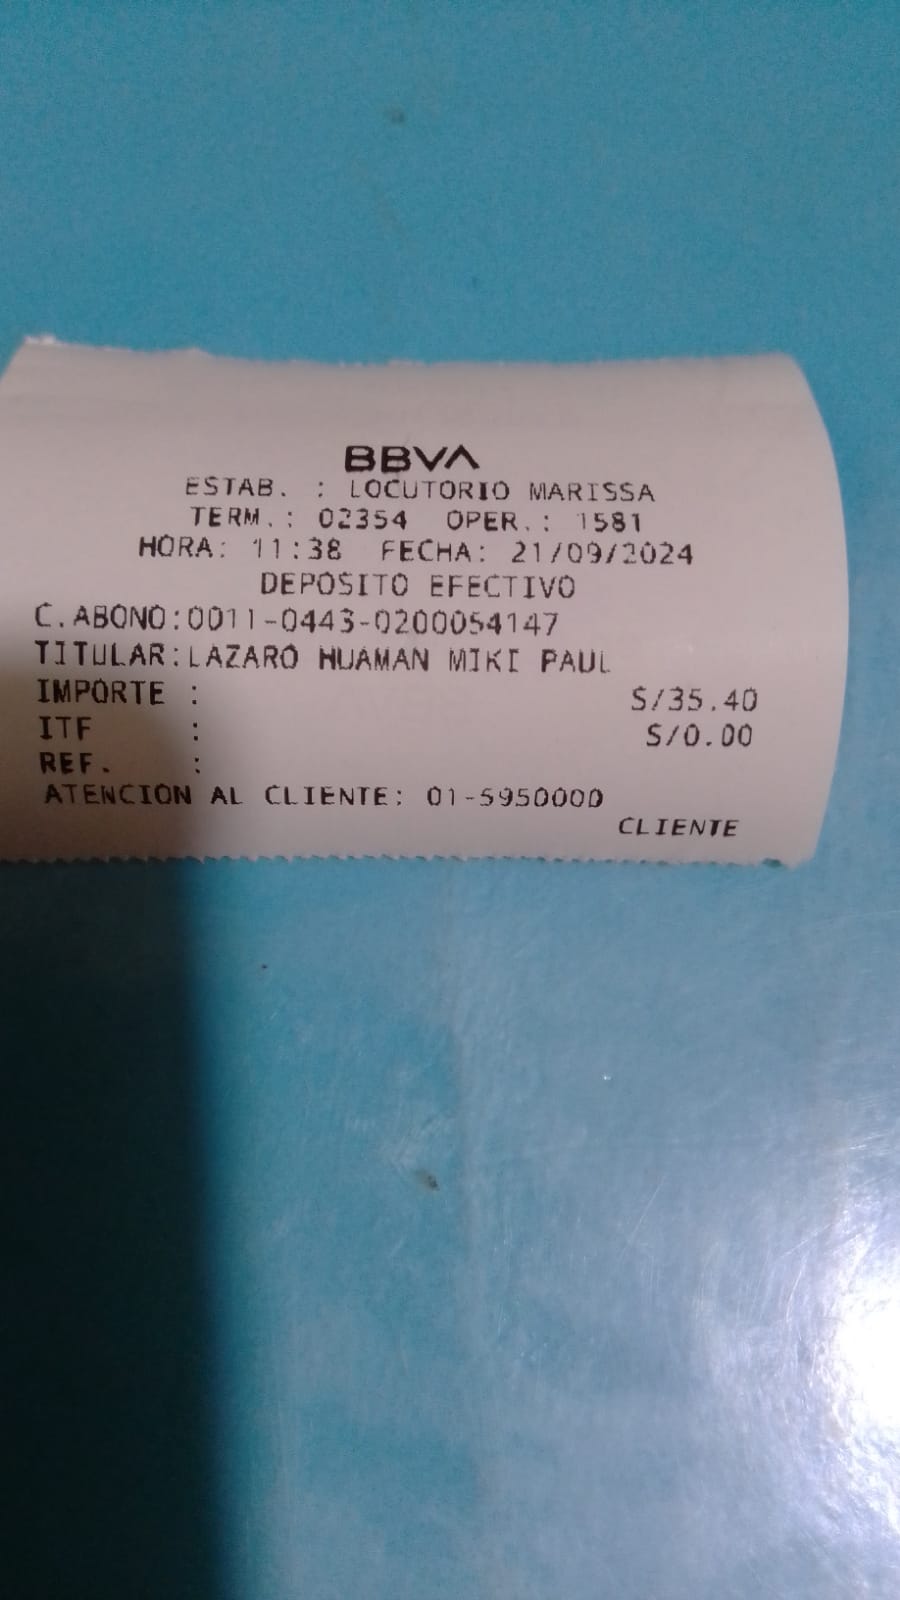 BBVA
ESTAB. : LOCUTORIO MARISSA
TERM.: 02354 OPER.: 1581
HORA: 11:38 FECHA: 21/09/2024
DEPOSITO EFECTIVO
C.ABONO:0011-0443-0200054147
TITULAR:LAZARO HUAMAN MIKI PAUL
IMPORTE : S/35.40
ITF : S/0.00
REF. :
ATENCION AL CLIENTE: 01-5950000
CLIENTE